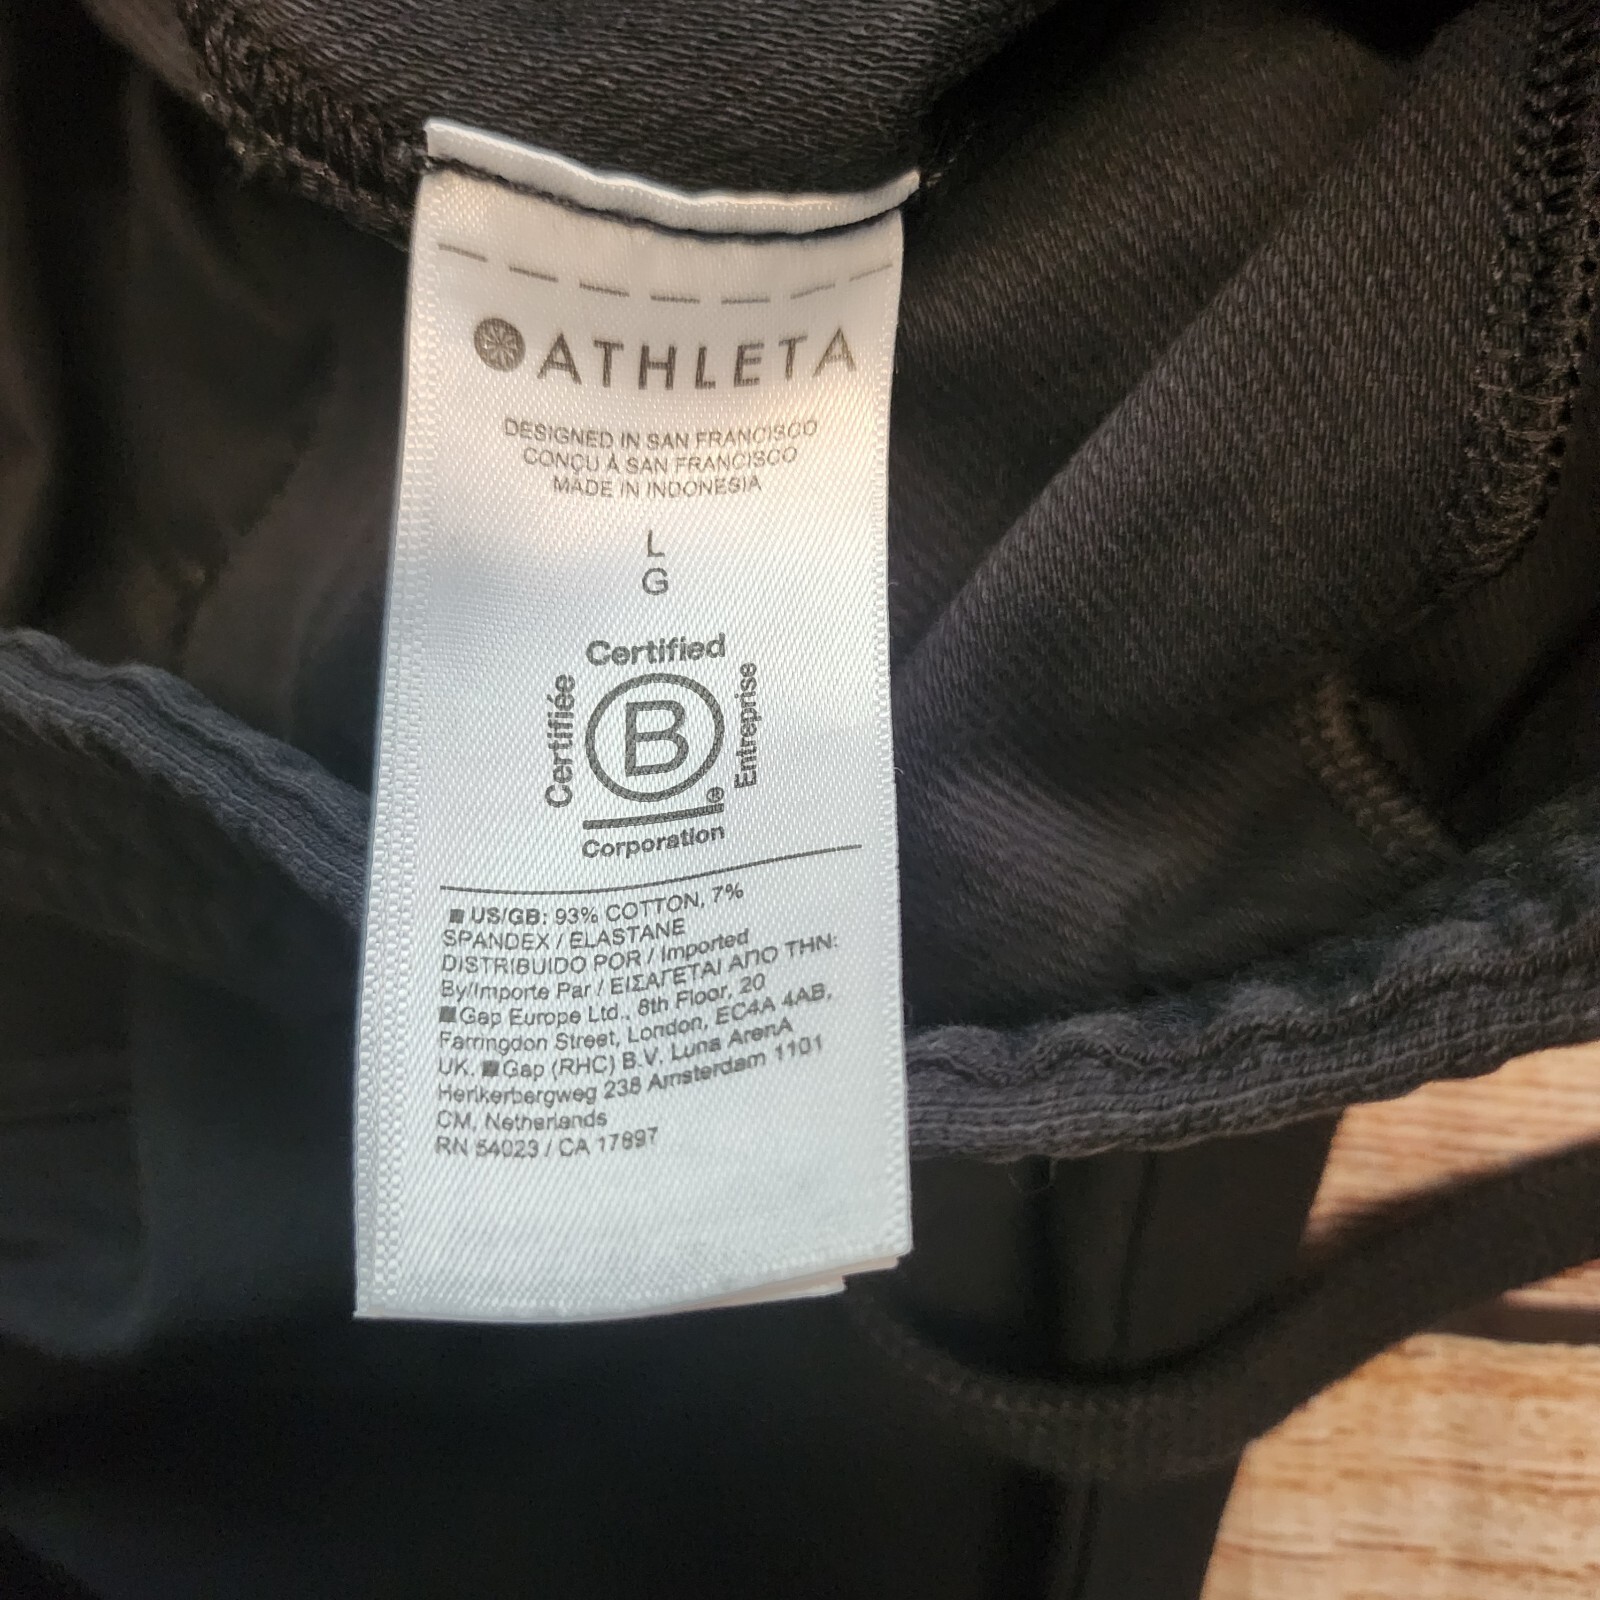 ATHLETA
DESIGNED IN SAN FRANCISCO
CONÇU À SAN FRANCISCO
MADE IN INDONESIA
L
G
Certified
Certifiée
B
Entreprise
®
Corporation
■ US/GB: 93% COTTON, 7%
SPANDEX / ELASTANE
DISTRIBUIDO POR / Imported
By/Importe Par / ΕΙΣΑΓΕΤΑΙ ΑΠΟ ΤΗΝ:
■Gap Europe Ltd., 8th Floor, 20
Farringdon Street, London, EC4A 4AB,
UK. ■Gap (RHC) B.V. Luna ArenA
Herikerbergweg 238 Amsterdam 1101
CM, Netherlands
RN 54023 / CA 17897